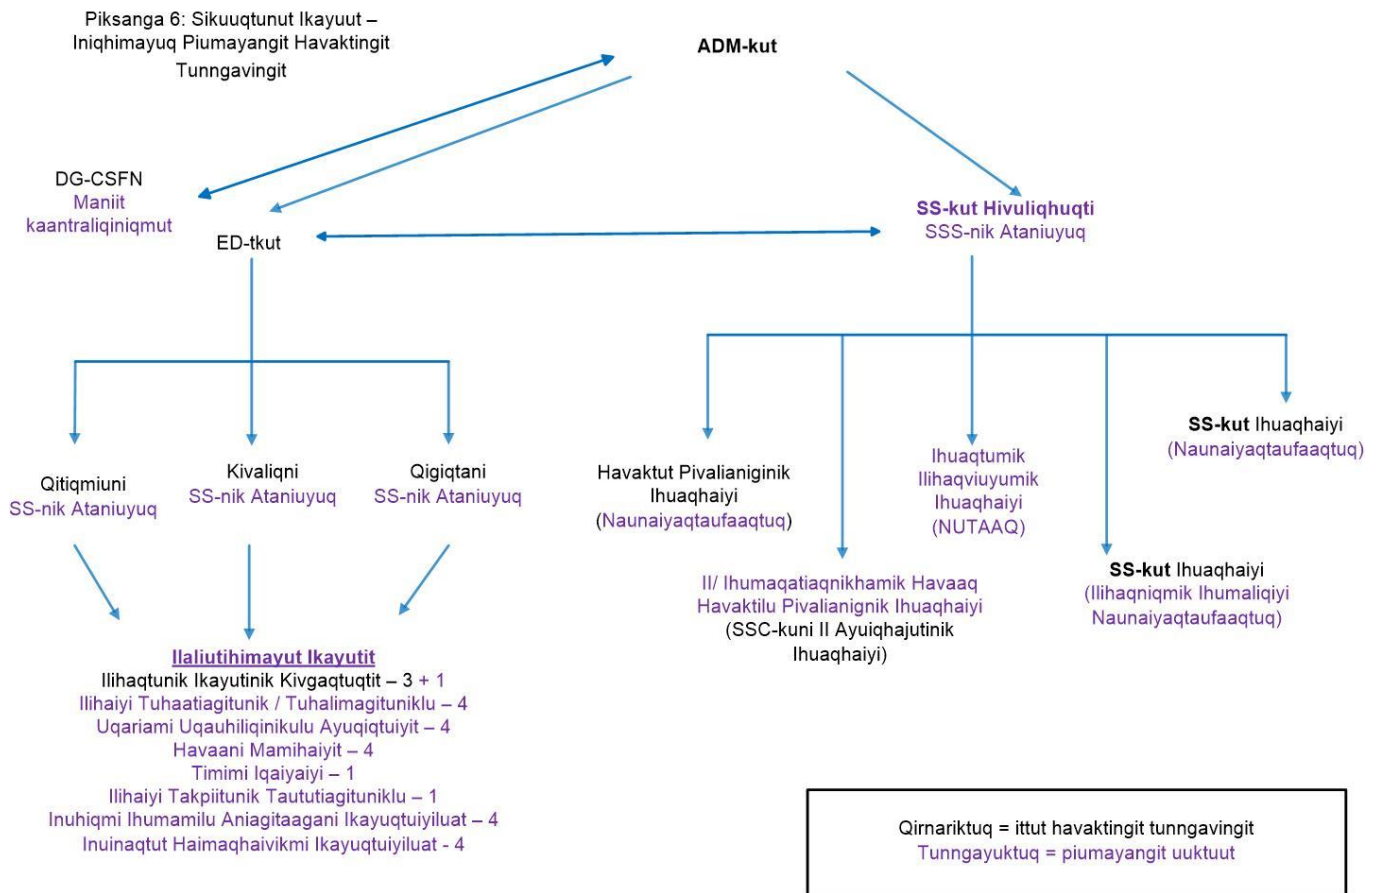 Piksanga 6: Sikuuqtunut Ikayuut –
Iniqhimayuq Piumayangit Havaktingit
Tunngavingit
ADM-kut
DG-CSFN
Maniit
kaantraliqiniqmut
ED-tkut
SS-kut Hivuliqhuqti
SSS-nik Ataniuyuq
Qitiqmiuni
SS-nik Ataniuyuq
Kivaliqni
SS-nik Ataniuyuq
Qigiqtani
SS-nik Ataniuyuq
Havaktut Pivalianiginik
Ihuaqhaiyi
(Naunaiyaqtaufaaqtuq)
II/ Ihumaqatiaqnikhamik Havaaq
Havaktilu Pivalianignik Ihuaqhaiyi
(SSC-kuni II Ayuiqhajutinik
Ihuaqhaiyi)
Ihuaqtumik
Ilihaqviuyumik
Ihuaqhaiyi
(NUTAAQ)
SS-kut Ihuaqhaiyi
(Ilihaqniqmik Ihumaliqiyi
Naunaiyaqtaufaaqtuq)
SS-kut Ihuaqhaiyi
(Naunaiyaqtaufaaqtuq)
Ilaliutihimayut Ikayutit
Ilihaqtunik Ikayutinik Kivgaqtuqtit – 3 + 1
Ilihaiyi Tuhaatiagitunik / Tuhalimagituniklu – 4
Uqariami Uqauhiliqinikulu Ayuqiqtuiyit – 4
Havaani Mamihaiyit – 4
Timimi Iqaiyaiyi – 1
Ilihaiyi Takpiitunik Taututiagituniklu – 1
Inuhiqmi Ihumamilu Aniagitaagani Ikayuqtuiyiluat – 4
Inuinaqtut Haimaqhaivikmi Ikayuqtuiyiluat - 4
Qirnariktuq = ittut havaktingit tunngavingit
Tunngayuktuq = piumayangit uuktuut